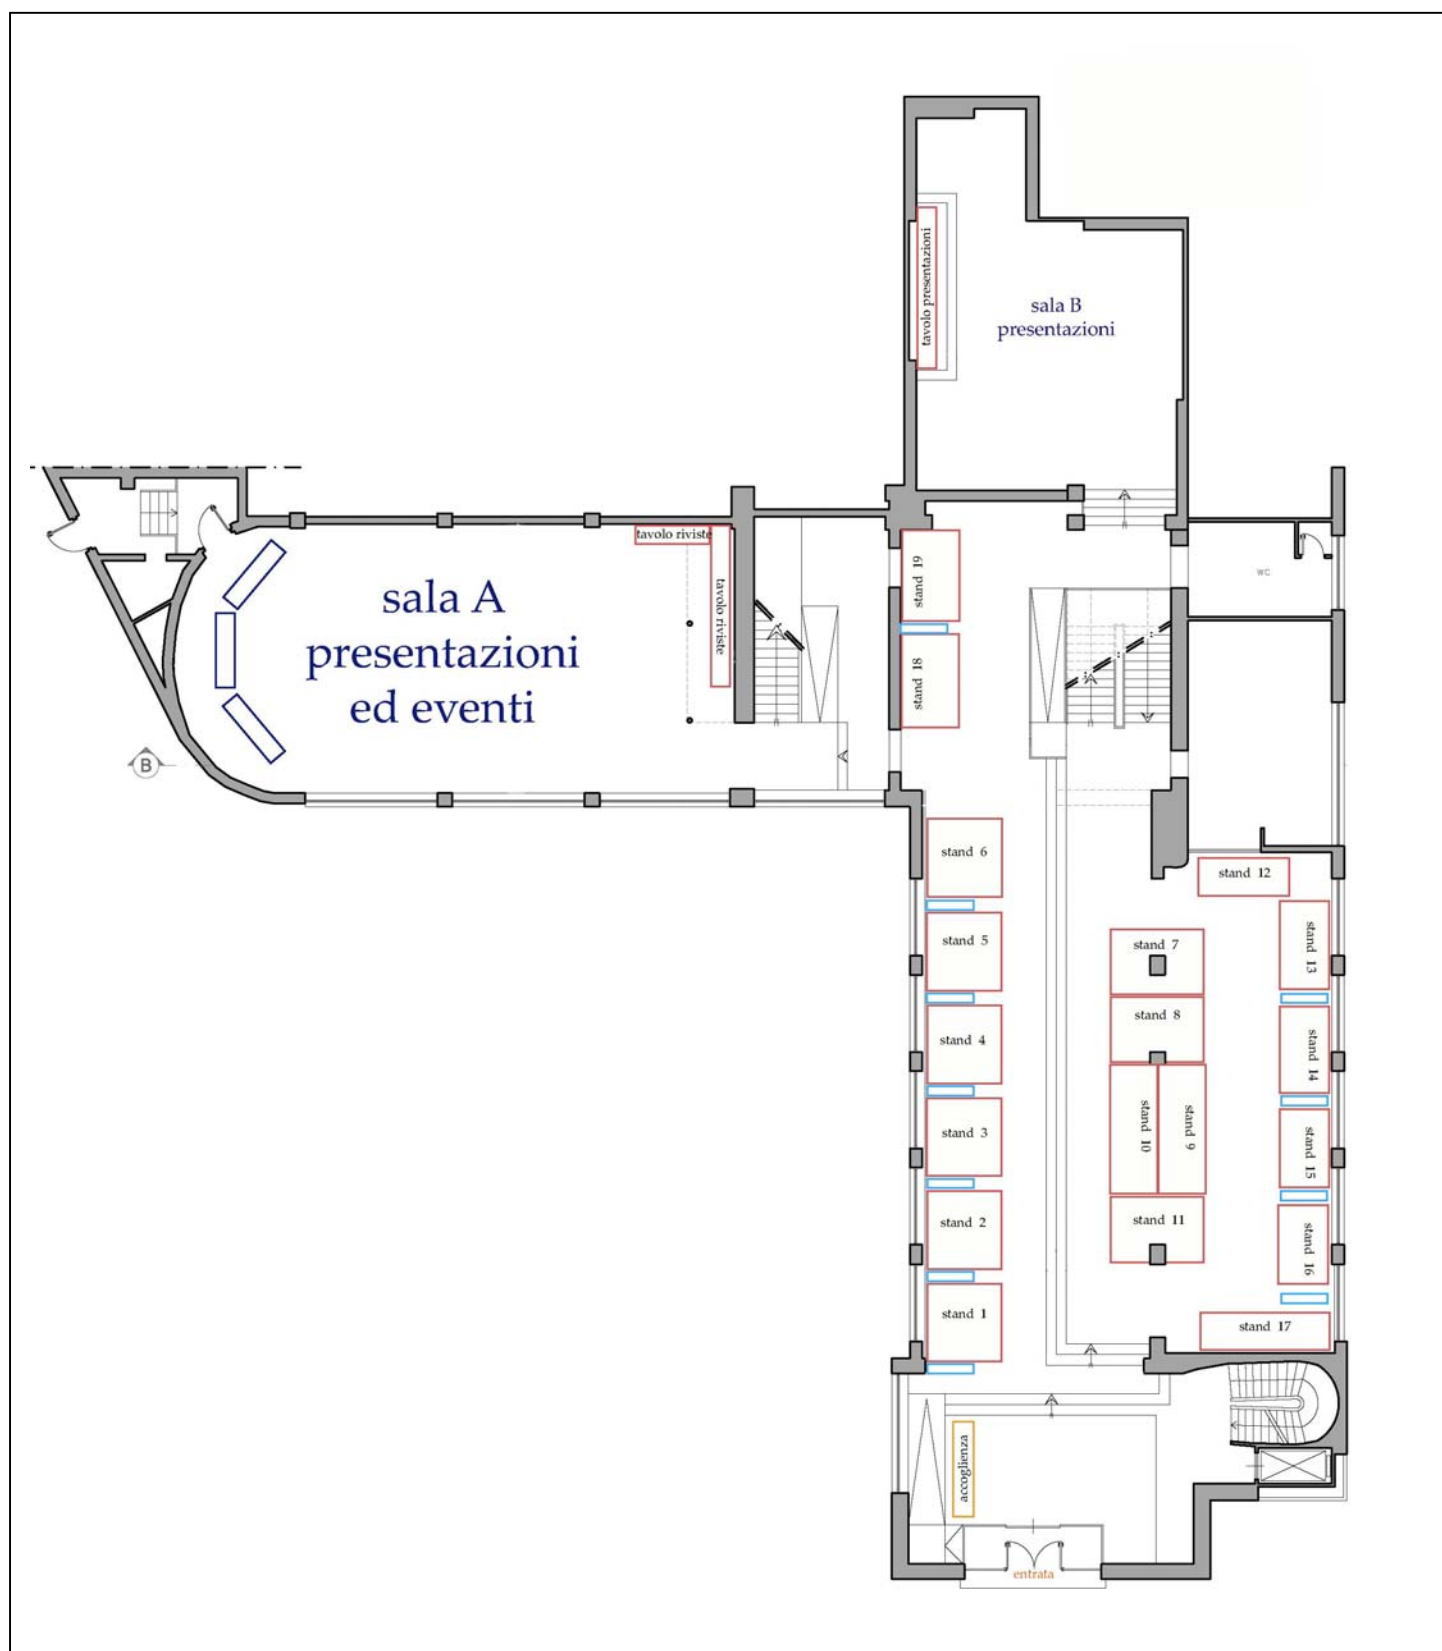 tavolo presentazioni
sala B
presentazioni
tavolo riviste
tavolo riviste
sala A
presentazioni
ed eventi
B
stand 19
stand 18
WC
stand 6
stand 5
stand 4
stand 3
stand 2
stand 1
stand 7
stand 8
stand 10
stand 9
stand 11
stand 12
stand 13
stand 14
stand 15
stand 16
stand 17
accoglienza
entrata